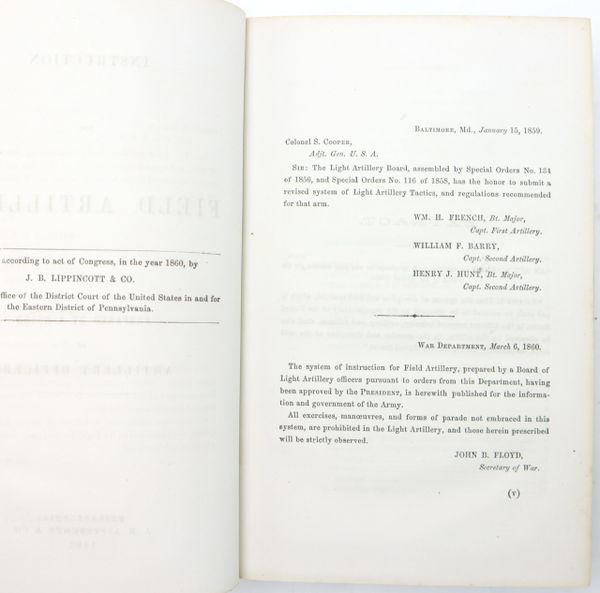 according to act of Congress, in the year 1860, by
J. B. LIPPINCOTT & CO.
ffice of the District Court of the United States in and for
the Eastern District of Pennsylvania.
BALTIMORE, MD., January 15, 1859.
Colonel S. COOPER,
Adjt. Gen. U. S. A.
SIR: The Light Artillery Board, assembled by Special Orders No. 134
of 1856, and Special Orders No. 116 of 1858, has the honor to submit a
revised system of Light Artillery Tactics, and regulations recommended
for that arm.
WM. H. FRENCH, Bt. Major,
Capt. First Artillery.
WILLIAM F. BARRY,
Capt. Second Artillery.
HENRY J. HUNT, Bt. Major,
Capt. Second Artillery.
WAR DEPARTMENT, March 6, 1860.
The system of instruction for Field Artillery, prepared by a Board of
Light Artillery officers pursuant to orders from this Department, having
been approved by the PRESIDENT, is herewith published for the informa-
tion and government of the Army.
All exercises, manœuvres, and forms of parade not embraced in this
system, are prohibited in the Light Artillery, and those herein prescribed
will be strictly observed.
JOHN B. FLOYD,
Secretary of War.
(v)